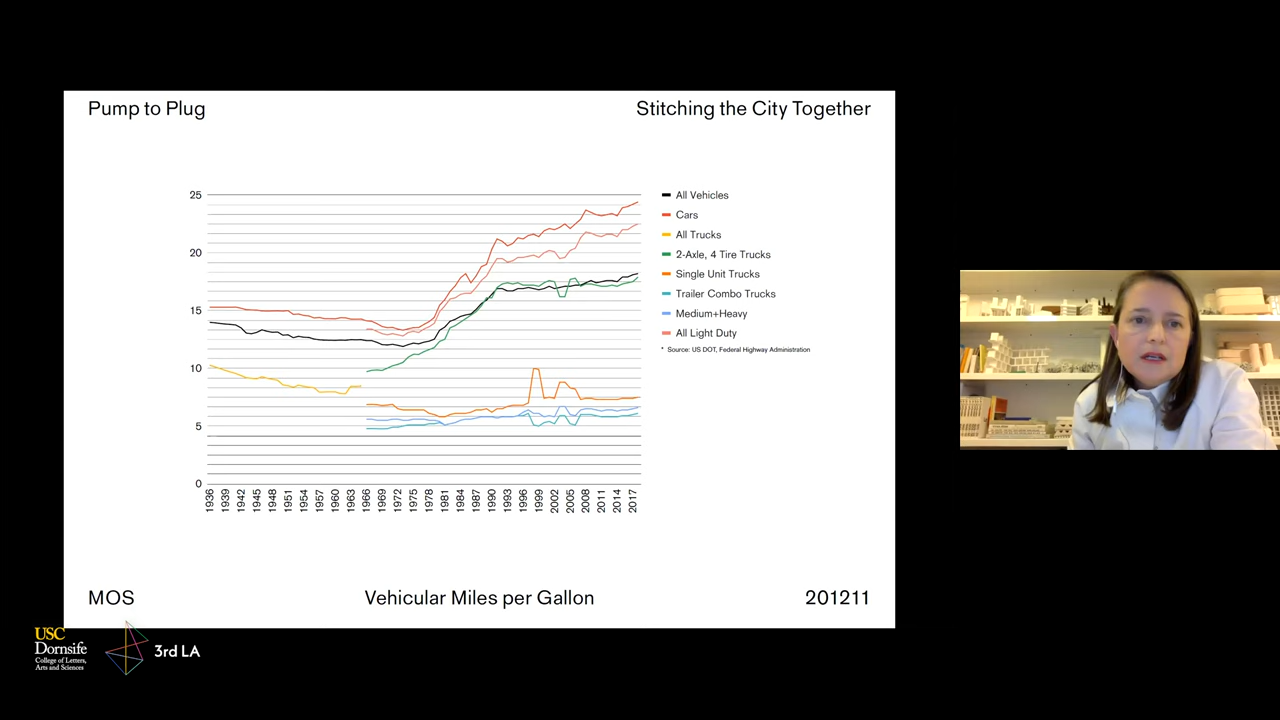 Pump to Plug
Stitching the City Together
25
20
15
10
5
0
1936 1939 1942 1945 1948 1951 1954 1957 1960 1963 1966 1969 1972 1975 1978 1981 1984 1987 1990 1993 1996 1999 2002 2005 2008 2011 2014 2017
All Vehicles
Cars
All Trucks
2-Axle, 4 Tire Trucks
Single Unit Trucks
Trailer Combo Trucks
Medium+Heavy
All Light Duty
* Source: US DOT, Federal Highway Administration
MOS
Vehicular Miles per Gallon
201211
USC
Dornsife
College of Letters,
Arts and Sciences
3rd LA